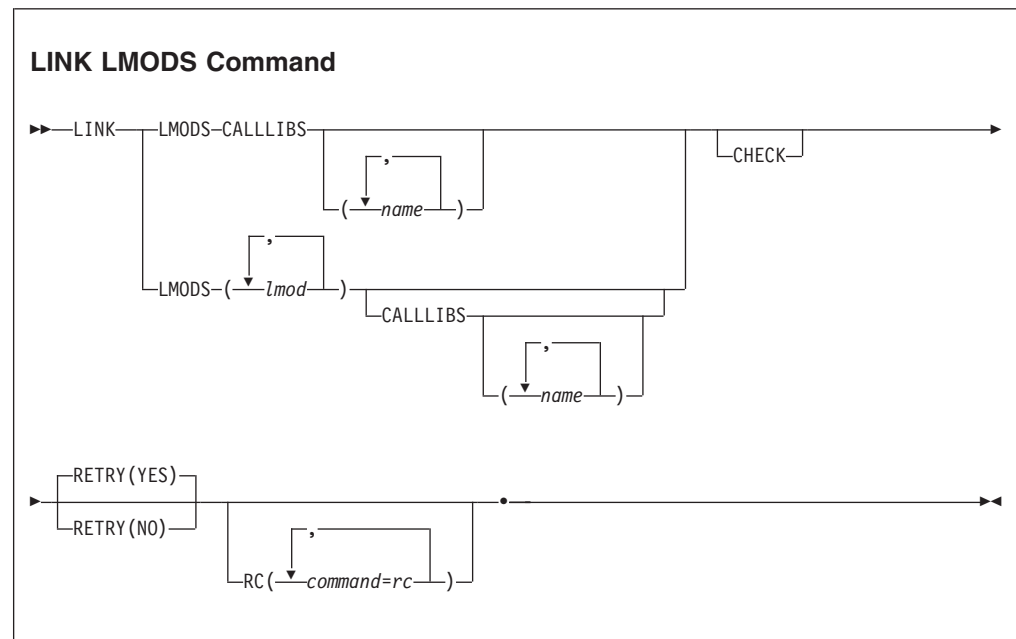 LINK LMODS Command
LINK LMODS CALLLIBS
CHECK
,
( name )
,
LMODS ( lmod )
CALLLIBS
,
( name )
RETRY(YES)
RETRY(NO)
,
RC( command=rc )